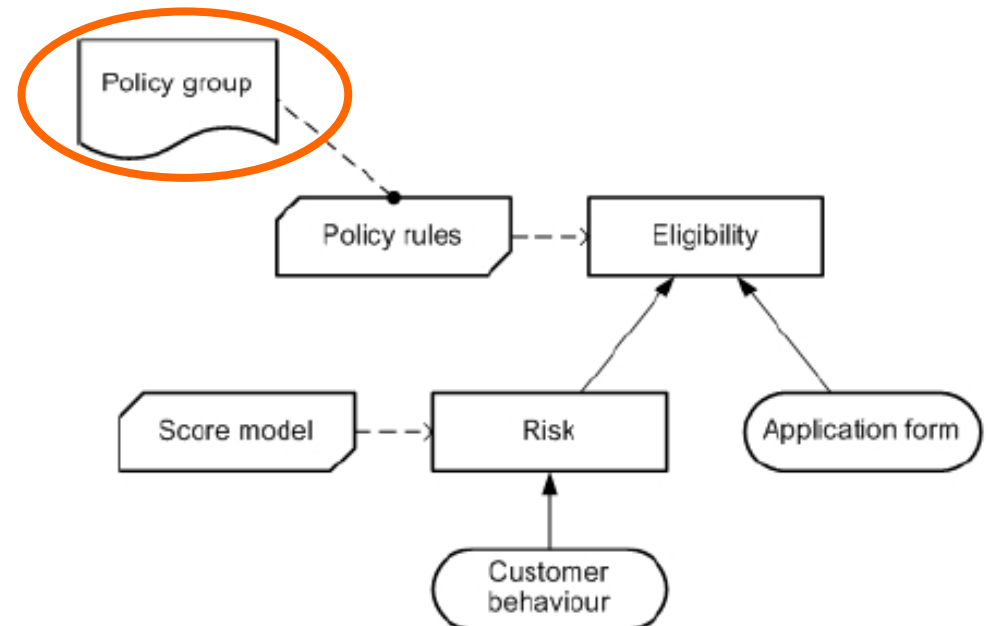 Policy group
Policy rules
Eligibility
Score model
Risk
Application form
Customer
behaviour